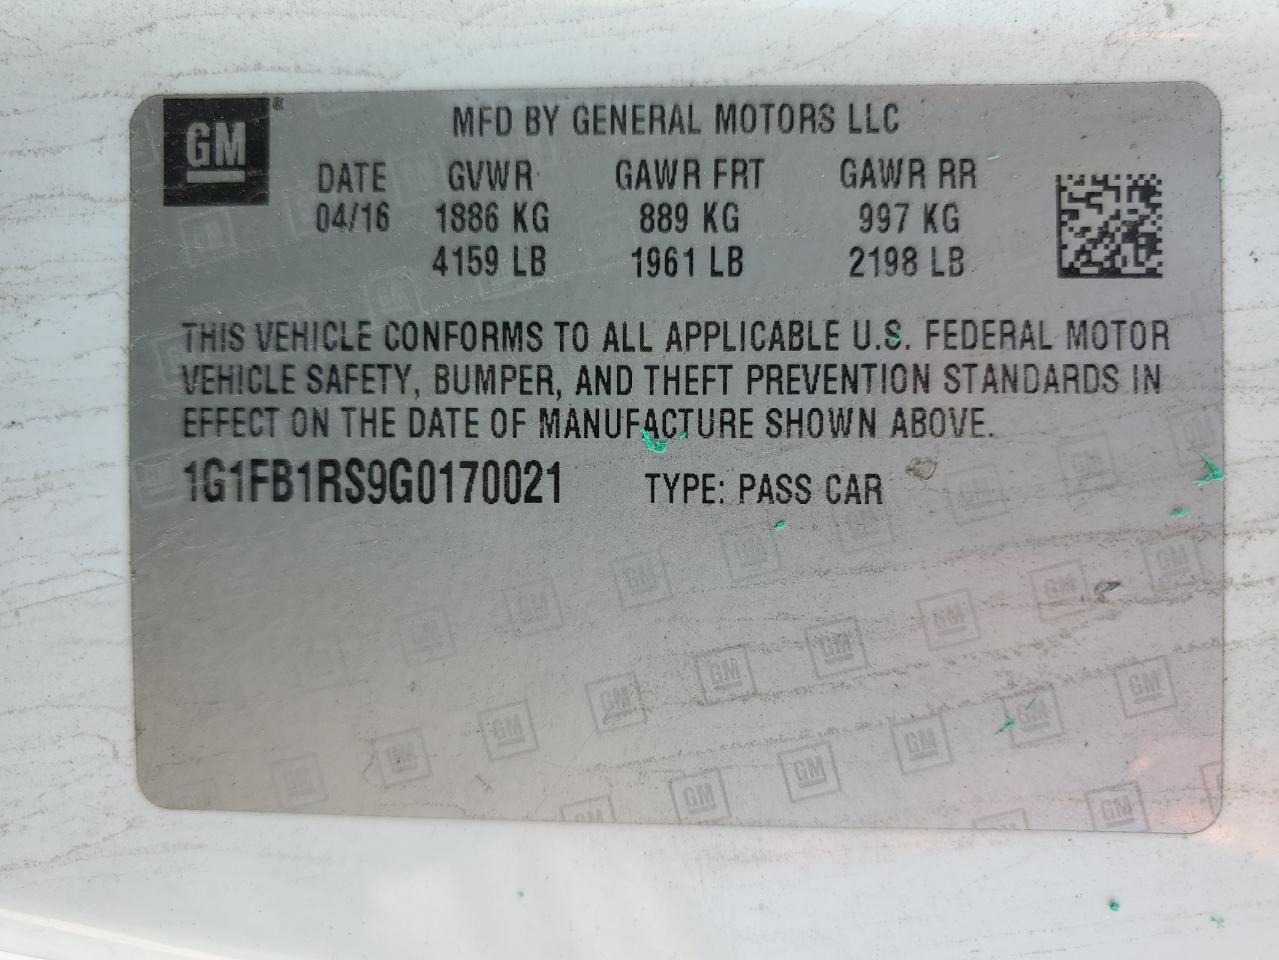 GM®
MFD BY GENERAL MOTORS LLC
DATE GVWR GAWR FRT GAWR RR
04/16 1886 KG 889 KG 997 KG
4159 LB 1961 LB 2198 LB
THIS VEHICLE CONFORMS TO ALL APPLICABLE U.S. FEDERAL MOTOR
VEHICLE SAFETY, BUMPER, AND THEFT PREVENTION STANDARDS IN
EFFECT ON THE DATE OF MANUFACTURE SHOWN ABOVE.
1G1FB1RS9G0170021 TYPE: PASS CAR